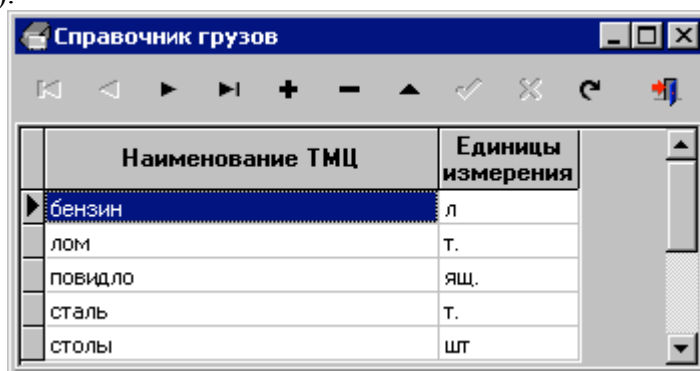 ).
Справочник грузов
Наименование ТМЦ Единицы
измерения
бензин л
лом т.
повидло ящ.
сталь т.
столы шт